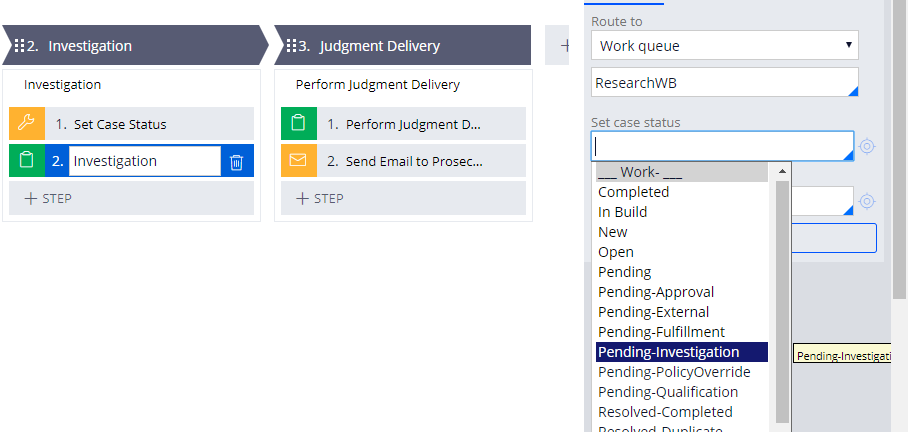 2. Investigation
3. Judgment Delivery
+
Investigation
Perform Judgment Delivery
1. Set Case Status
1. Perform Judgment D...
2. Investigation
2. Send Email to Prosec...
+ STEP
+ STEP
Route to
Work queue
ResearchWB
Set case status
___ Work- ___
Completed
In Build
New
Open
Pending
Pending-Approval
Pending-External
Pending-Fulfillment
Pending-Investigation
Pending-Investigati
Pending-PolicyOverride
Pending-Qualification
Resolved-Completed
Resolved-Duplicate